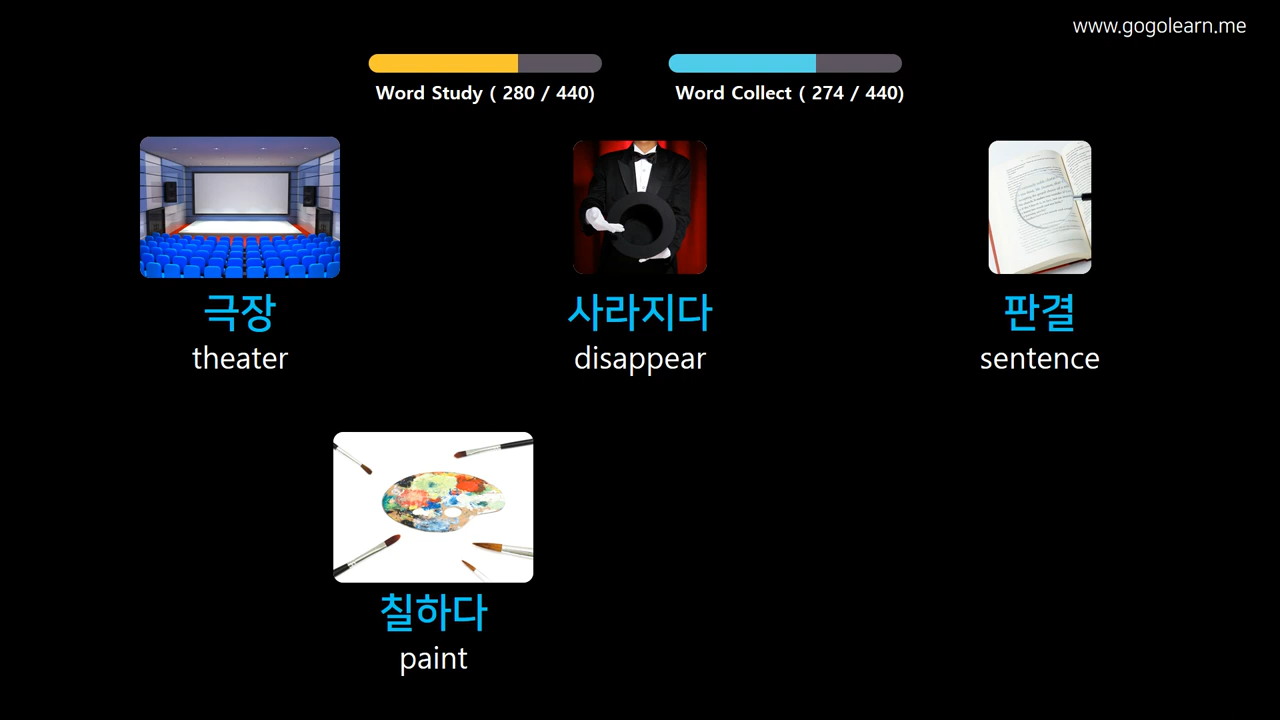 www.gogolearn.me
Word Study ( 280 / 440)
Word Collect ( 274 / 440)
극장
theater
사라지다
disappear
판결
sentence
칠하다
paint